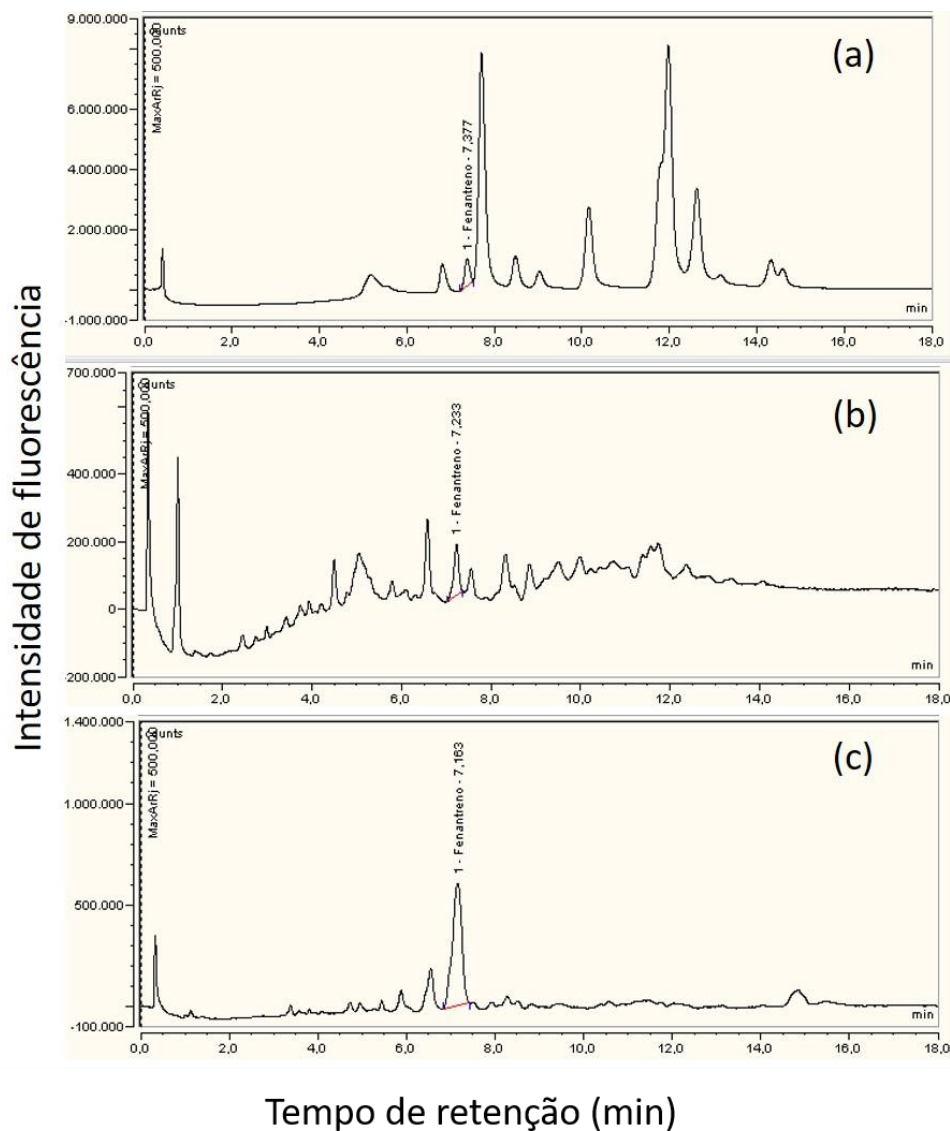 Intensidade de fluorescência
(a)
9.000.000
counts
MaxArRj = 500,000
6.000.000
1 - Fenantreno - 7,377
4.000.000
2.000.000
-1.000.000
min
0,0 2,0 4,0 6,0 8,0 10,0 12,0 14,0 16,0 18,0
(b)
700.000
counts
MaxArRj = 500,000
400.000
1 - Fenantreno - 7,233
200.000
0
-200.000
min
0,0 2,0 4,0 6,0 8,0 10,0 12,0 14,0 16,0 18,0
(c)
1.400.000
counts
MaxArRj = 500,000
1.000.000
1 - Fenantreno - 7,163
500.000
-100.000
min
0,0 2,0 4,0 6,0 8,0 10,0 12,0 14,0 16,0 18,0
Tempo de retenção (min)